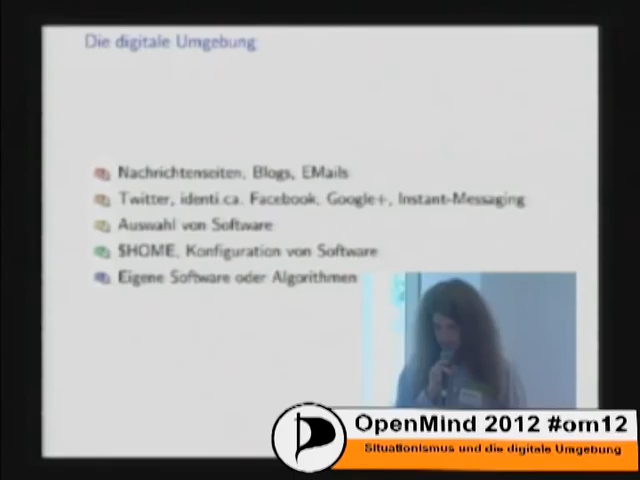 Die digitale Umgebung
Nachrichtenseiten, Blogs, EMails
Twitter, identi.ca, Facebook, Google+, Instant-Messaging
Auswahl von Software
$HOME, Konfiguration von Software
Eigene Software oder Algorithmen
OpenMind 2012 #om12
Situationismus und die digitale Umgebung